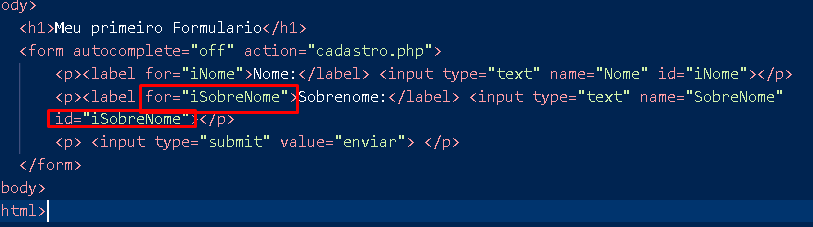 ody>
<h1>Meu primeiro Formulario</h1>
<form autocomplete="off" action="cadastro.php">
<p><label for="iNome">Nome:</label> <input type="text" name="Nome" id="iNome"></p>
<p><label for="iSobreNome">Sobrenome:</label> <input type="text" name="SobreNome"
id="iSobreNome"></p>
<p> <input type="submit" value="enviar"> </p>
</form>
body>
html>